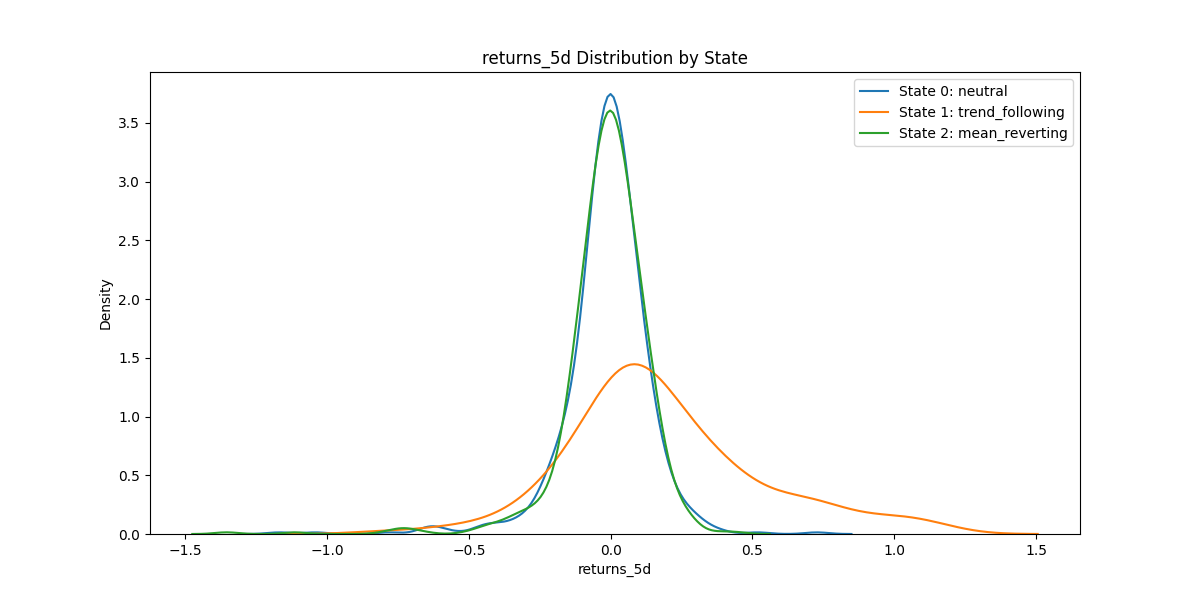 returns_5d Distribution by State
State 0: neutral
State 1: trend_following
State 2: mean_reverting
Density
3.5
3.0
2.5
2.0
1.5
1.0
0.5
0.0
−1.5 −1.0 −0.5 0.0 0.5 1.0 1.5
returns_5d